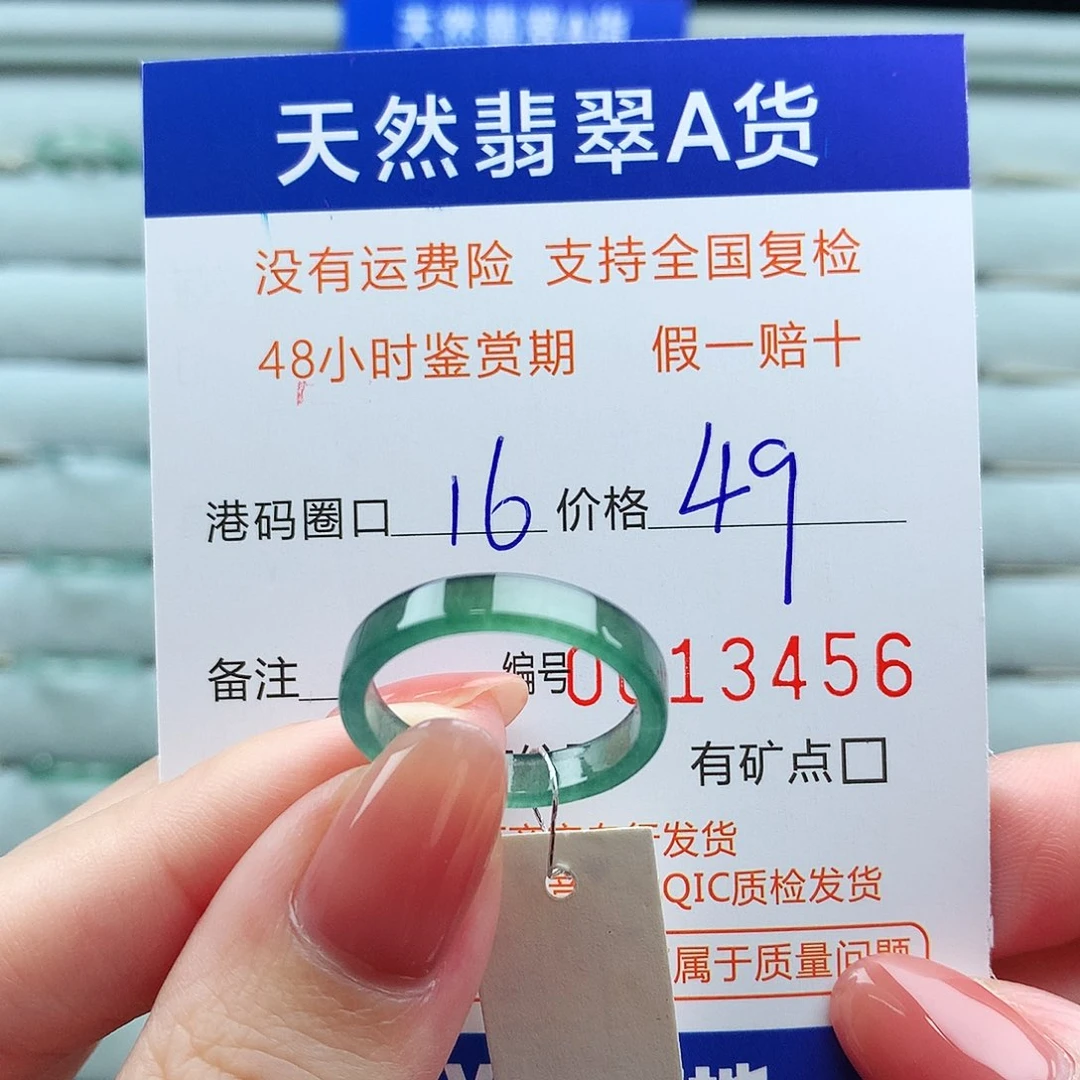 天然翡翠A货
没有运费险 支持全国复检
48小时鉴赏期 假一赔十
港码圈口 16 价格 49
备注 编号 0013456
有矿点□
发货
QIC质检发货
属于质量问题